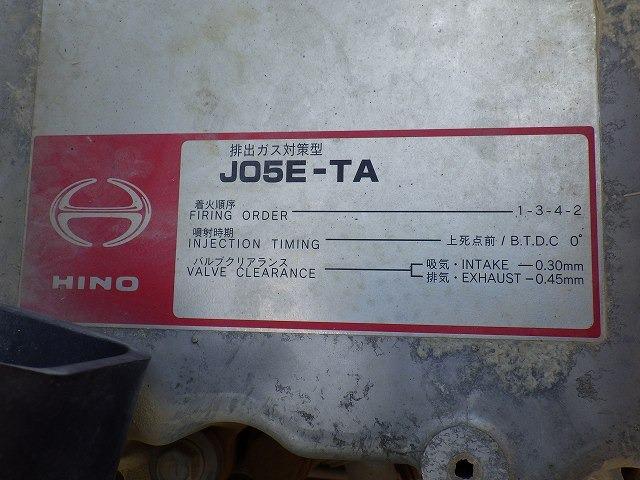 排出ガス対策型
J05E-TA
着火順序
FIRING ORDER 1-3-4-2
噴射時期
INJECTION TIMING 上死点前 / B.T.D.C 0°
バルブクリアランス
VALVE CLEARANCE
吸気・INTAKE 0.30mm
排気・EXHAUST 0.45mm
HINO